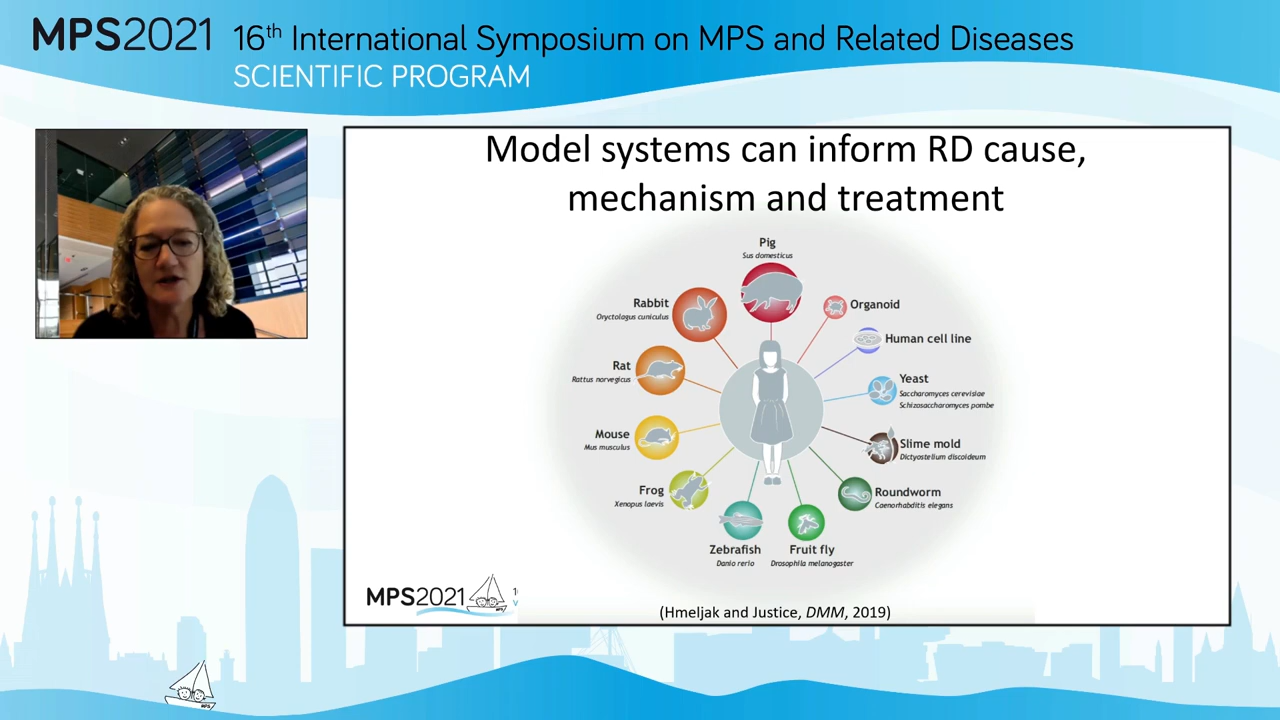 MPS2021 16th International Symposium on MPS and Related Diseases
SCIENTIFIC PROGRAM
Model systems can inform RD cause,
mechanism and treatment
Pig
Sus domesticus
Rabbit
Oryctolagus cuniculus
Organoid
Human cell line
Rat
Rattus norvegicus
Yeast
Saccharomyces cerevisiae
Schizosaccharomyces pombe
Mouse
Mus musculus
Slime mold
Dictyostelium discoideum
Frog
Xenopus laevis
Roundworm
Caenorhabditis elegans
Zebrafish
Danio rerio
Fruit fly
Drosophila melanogaster
MPS2021
MPS
(Hmeljak and Justice, DMM, 2019)
MPS